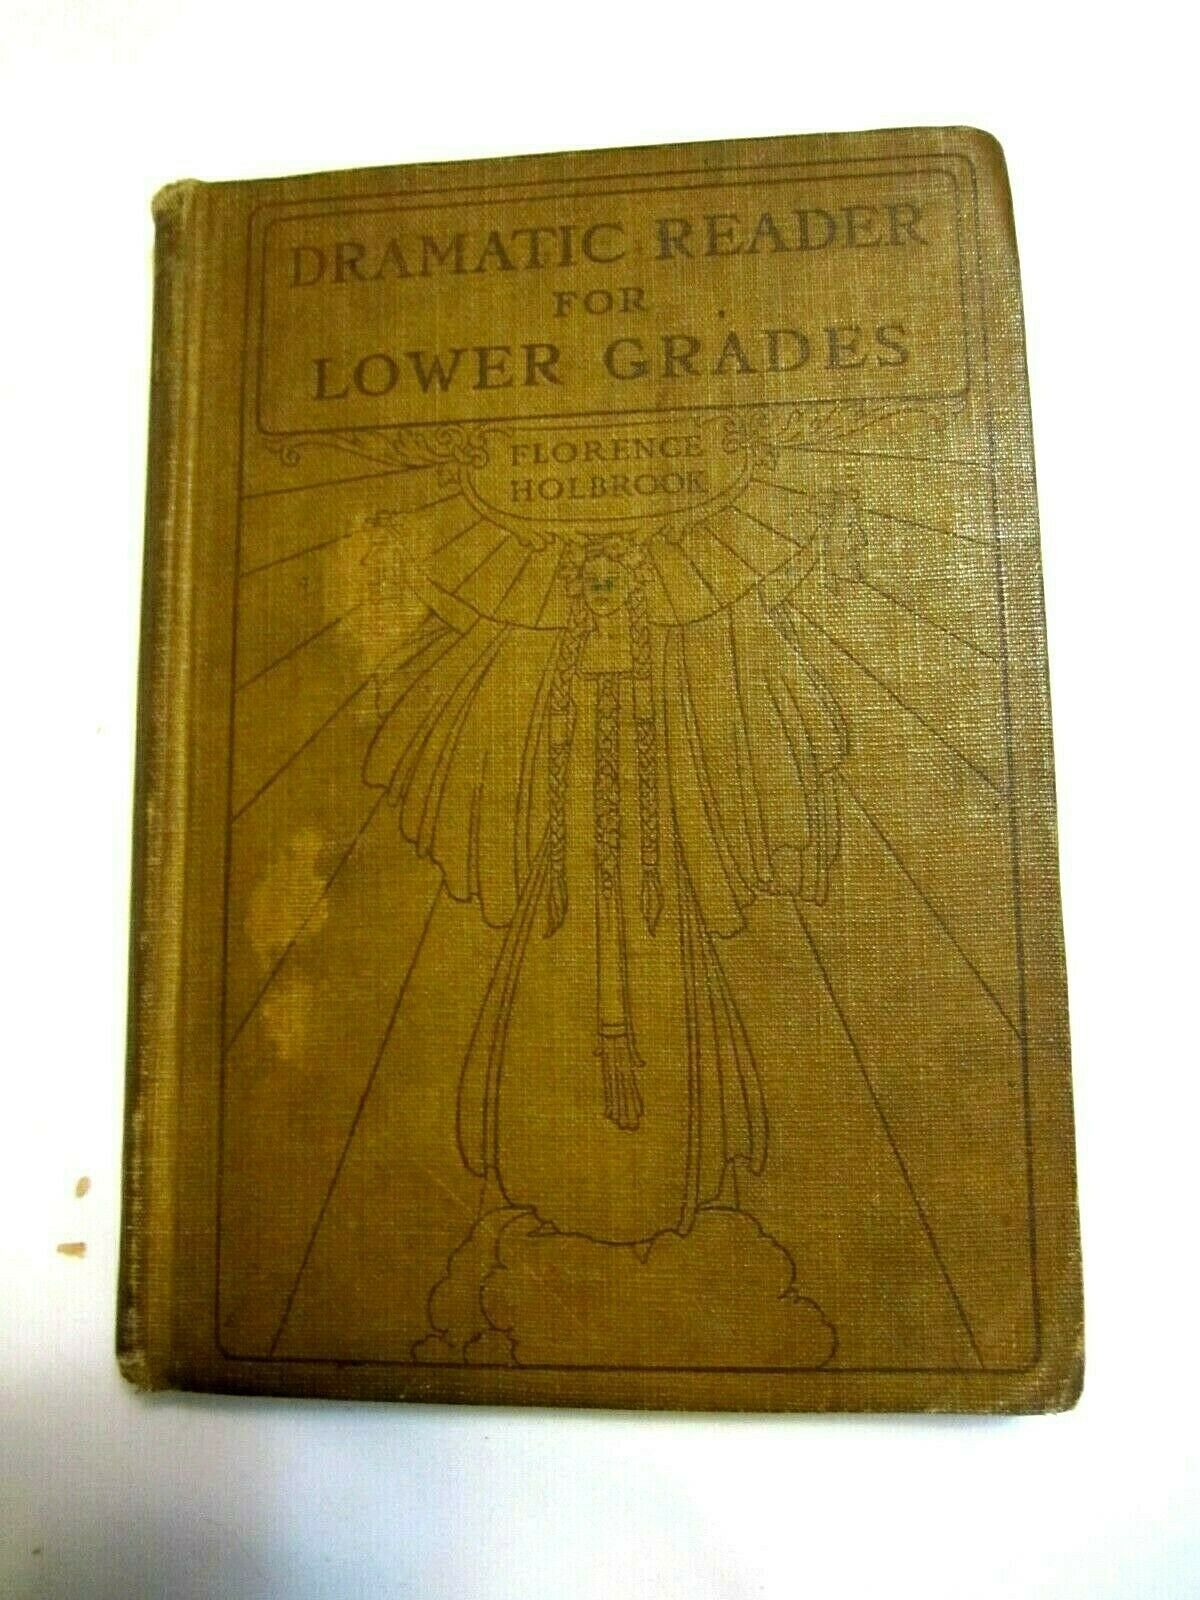 DRAMATIC READER
FOR
LOWER GRADES
FLORENCE
HOLBROOK